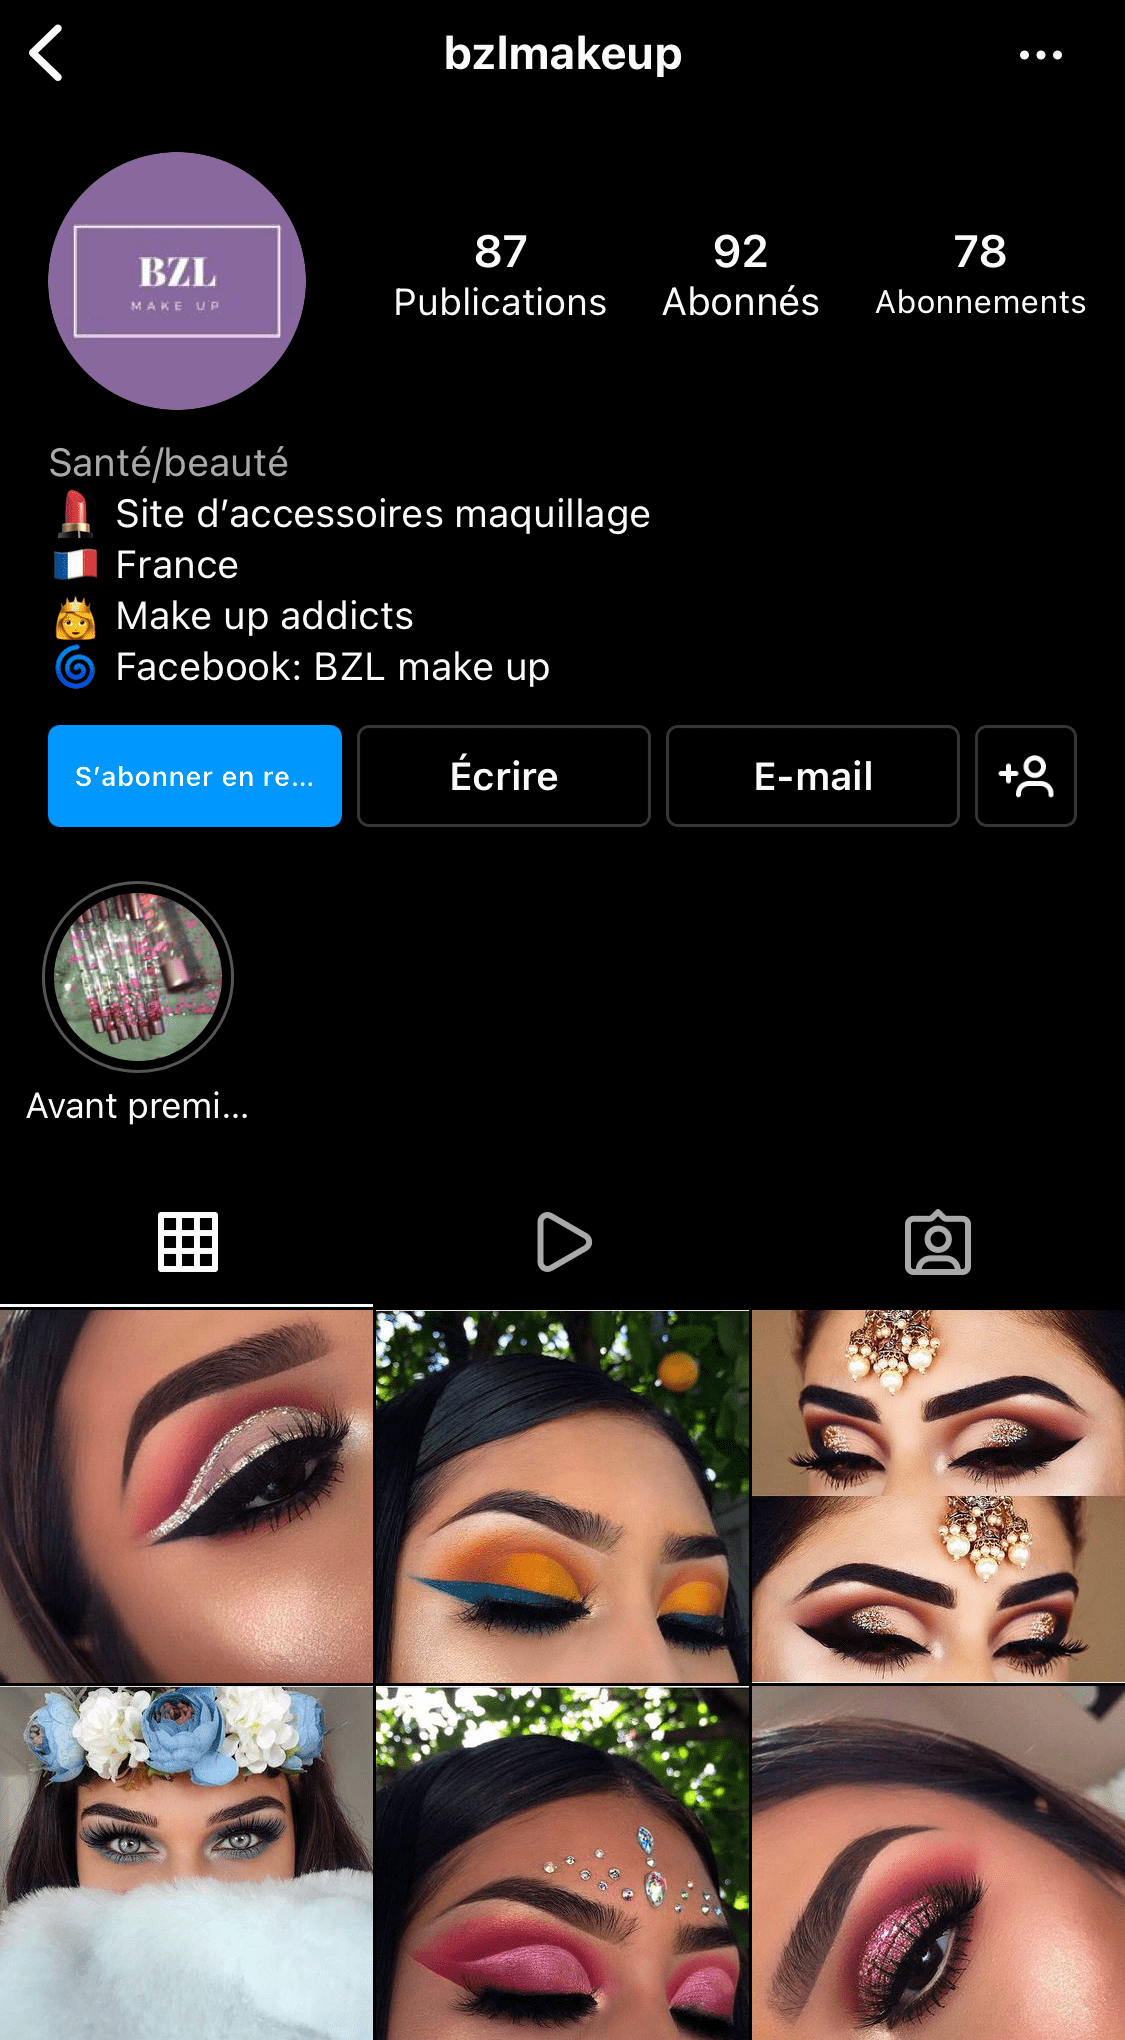 bzlmakeup
BZL
MAKE UP
87
Publications
92
Abonnés
78
Abonnements
Santé/beauté
💄 Site d’accessoires maquillage
🇫🇷 France
👸 Make up addicts
🌀 Facebook: BZL make up
S’abonner en re...
Écrire
E-mail
Avant premi...